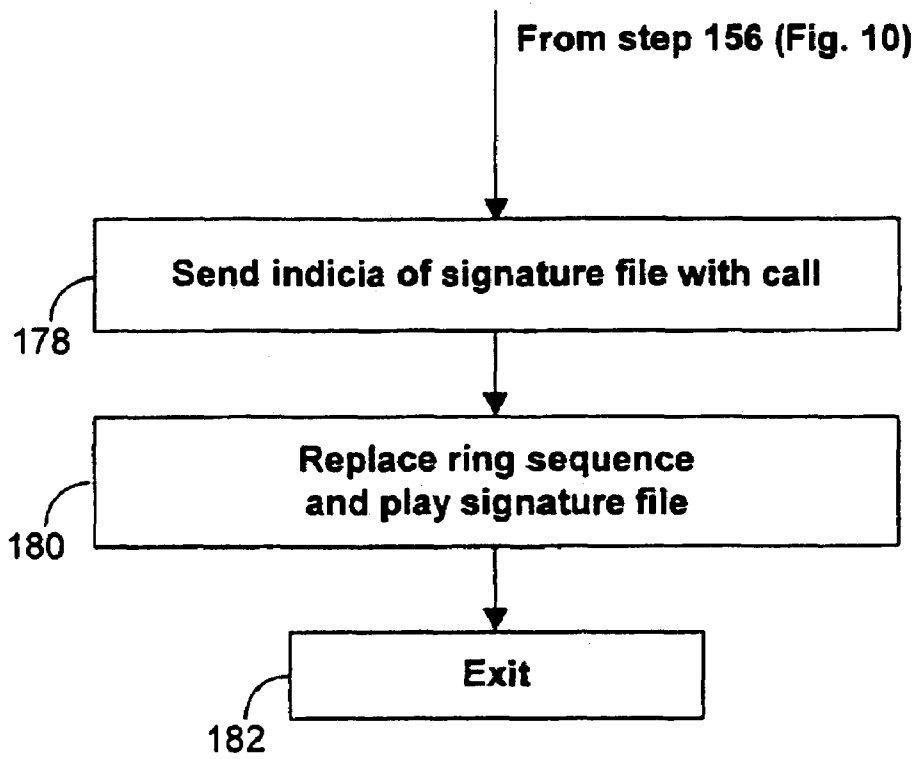 From step 156 (Fig. 10)
Send indicia of signature file with call
178
Replace ring sequence
and play signature file
180
Exit
182